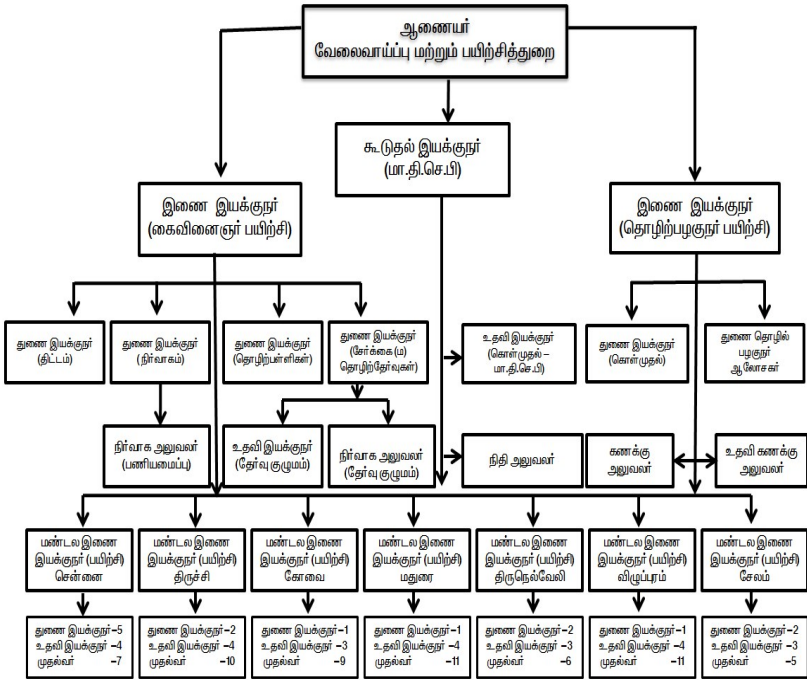 ஆணையர்
வேலைவாய்ப்பு மற்றும் பயிற்சித்துறை
கூடுதல் இயக்குநர்
(மா.தி.செ.பி)
இணை இயக்குநர்
(கைவினைஞர் பயிற்சி)
இணை இயக்குநர்
(தொழிற்பழகுநர் பயிற்சி)
துணை இயக்குநர்
(திட்டம்)
துணை இயக்குநர்
(நிர்வாகம்)
துணை இயக்குநர்
(தொழிற்பள்ளிகள்)
துணை இயக்குநர்
(சேர்க்கை (ம)
தொழிற்தேர்வுகள்)
உதவி இயக்குநர்
(கொள்முதல் –
மா.தி.செ.பி)
துணை இயக்குநர்
(கொள்முதல்)
துணை தொழில்
பழகுநர்
ஆலோசகர்
நிர்வாக அலுவலர்
(பணியமைப்பு)
உதவி இயக்குநர்
(தேர்வு குழுமம்)
நிர்வாக அலுவலர்
(தேர்வு குழுமம்)
நிதி அலுவலர்
கணக்கு
அலுவலர்
உதவி கணக்கு
அலுவலர்
மண்டல இணை
இயக்குநர் (பயிற்சி)
சென்னை
மண்டல இணை
இயக்குநர் (பயிற்சி)
திருச்சி
மண்டல இணை
இயக்குநர் (பயிற்சி)
கோவை
மண்டல இணை
இயக்குநர் (பயிற்சி)
மதுரை
மண்டல இணை
இயக்குநர் (பயிற்சி)
திருநெல்வேலி
மண்டல இணை
இயக்குநர் (பயிற்சி)
விழுப்புரம்
மண்டல இணை
இயக்குநர் (பயிற்சி)
சேலம்
துணை இயக்குநர்–5
உதவி இயக்குநர் –4
முதல்வர் –7
துணை இயக்குநர்–2
உதவி இயக்குநர் –4
முதல்வர் –10
துணை இயக்குநர்–1
உதவி இயக்குநர் –3
முதல்வர் –9
துணை இயக்குநர்–1
உதவி இயக்குநர் –4
முதல்வர் –11
துணை இயக்குநர்–2
உதவி இயக்குநர் –3
முதல்வர் –6
துணை இயக்குநர்–1
உதவி இயக்குநர் –4
முதல்வர் –11
துணை இயக்குநர்–2
உதவி இயக்குநர் –3
முதல்வர் –5